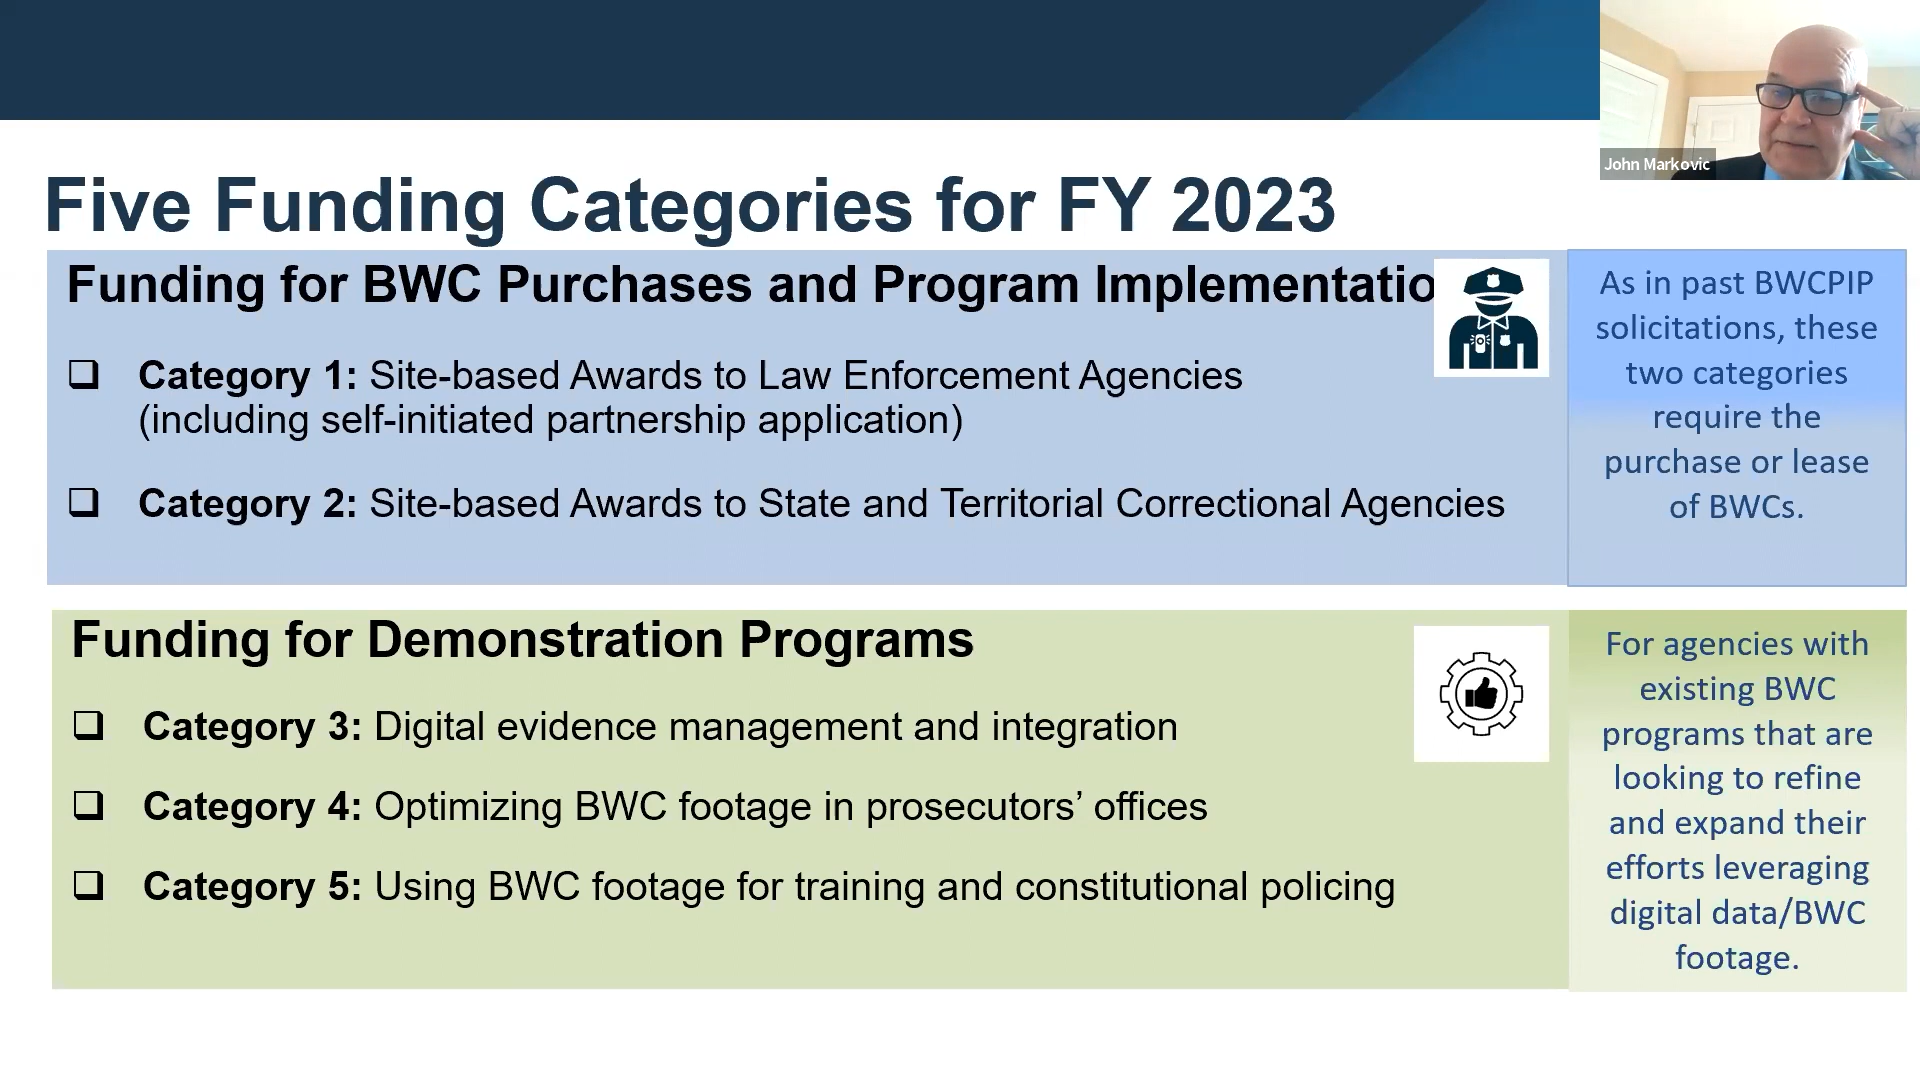 John Markovic
Five Funding Categories for FY 2023
Funding for BWC Purchases and Program Implementatio
❑ Category 1: Site-based Awards to Law Enforcement Agencies
(including self-initiated partnership application)
❑ Category 2: Site-based Awards to State and Territorial Correctional Agencies
As in past BWCPIP
solicitations, these
two categories
require the
purchase or lease
of BWCs.
Funding for Demonstration Programs
❑ Category 3: Digital evidence management and integration
❑ Category 4: Optimizing BWC footage in prosecutors’ offices
❑ Category 5: Using BWC footage for training and constitutional policing
For agencies with
existing BWC
programs that are
looking to refine
and expand their
efforts leveraging
digital data/BWC
footage.